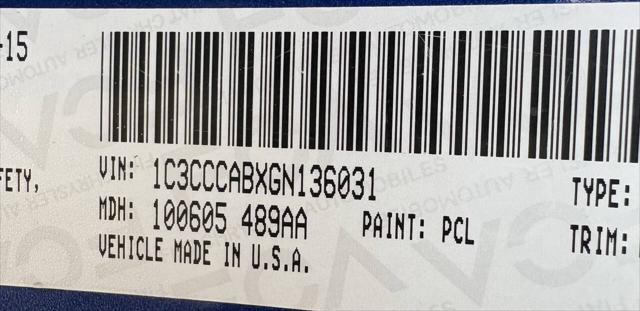 -15
FETY,
VIN: 1C3CCCABXGN136031
TYPE:
MDH: 100605 489AA PAINT: PCL
TRIM:
VEHICLE MADE IN U.S.A.